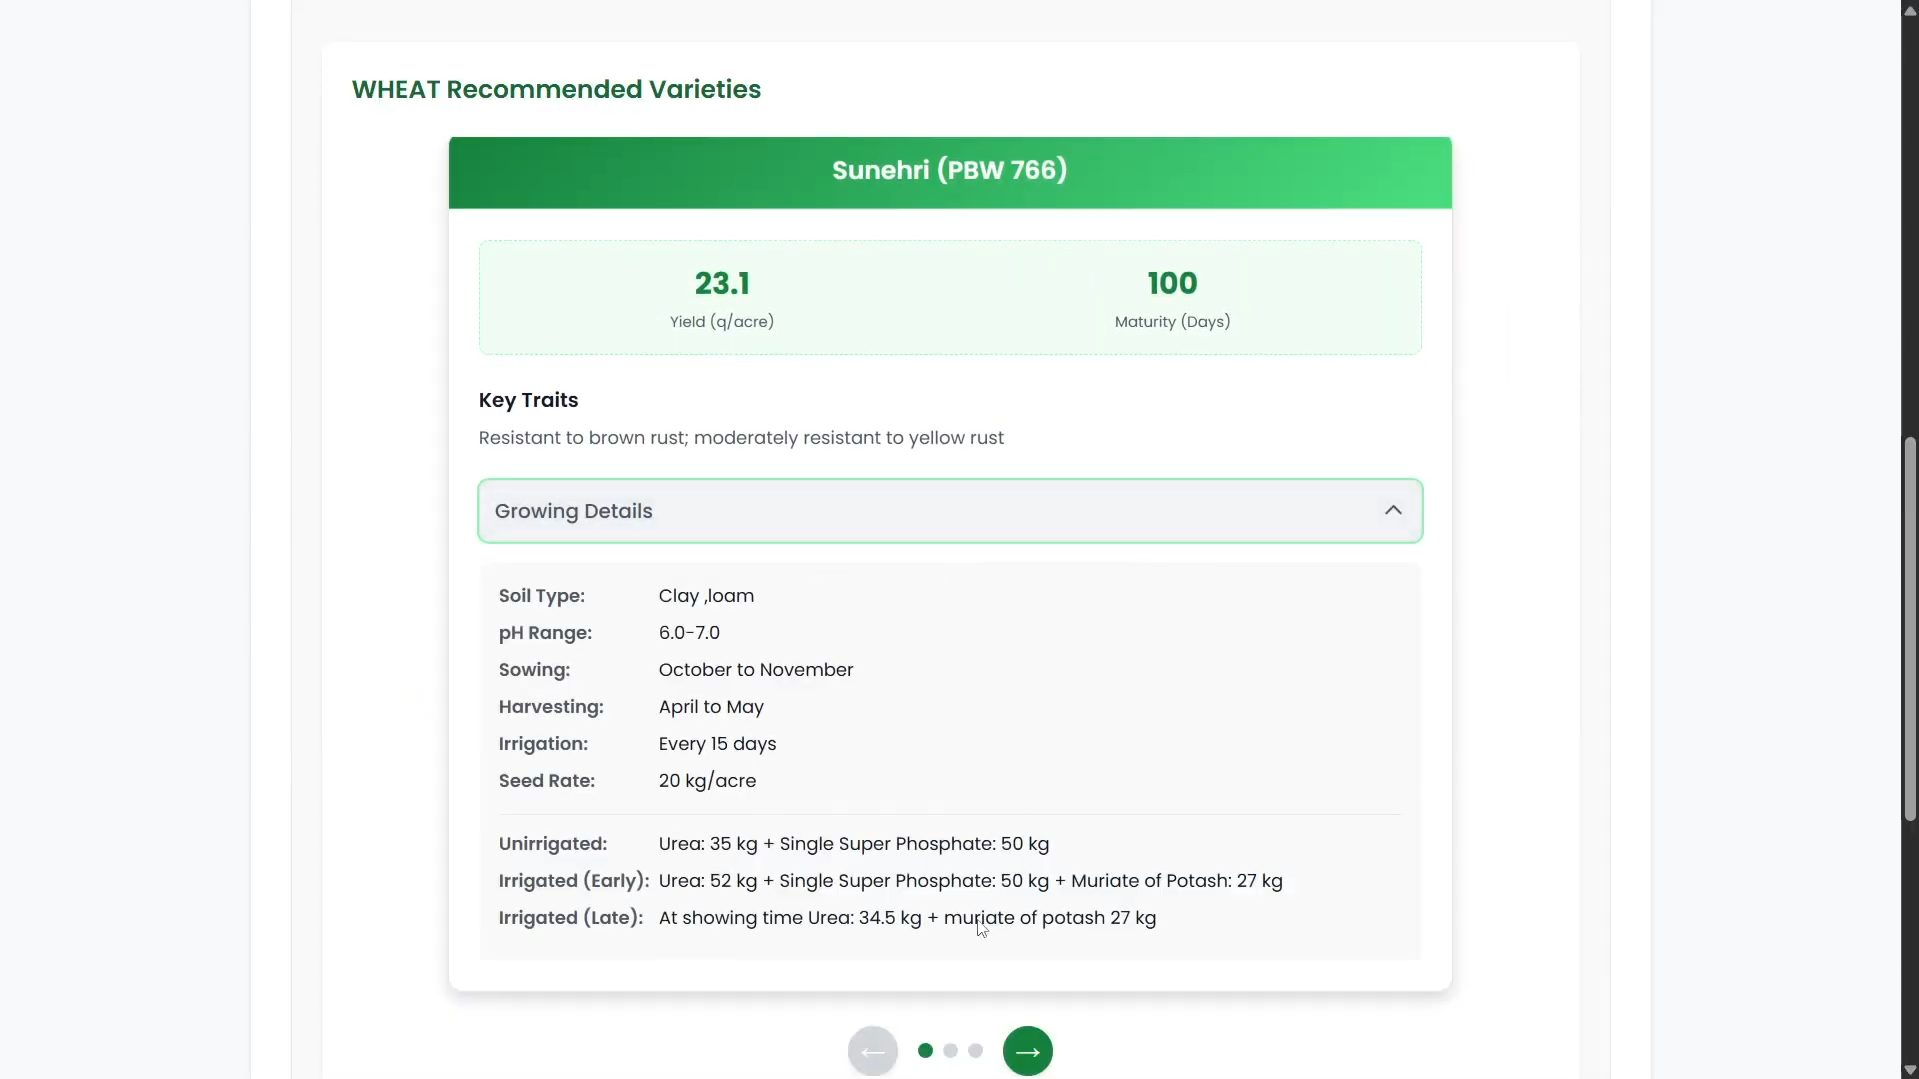 WHEAT Recommended Varieties
Sunehri (PBW 766)
23.1
Yield (q/acre)
100
Maturity (Days)
Key Traits
Resistant to brown rust; moderately resistant to yellow rust
Growing Details
Soil Type: Clay ,loam
pH Range: 6.0-7.0
Sowing: October to November
Harvesting: April to May
Irrigation: Every 15 days
Seed Rate: 20 kg/acre
Unirrigated: Urea: 35 kg + Single Super Phosphate: 50 kg
Irrigated (Early): Urea: 52 kg + Single Super Phosphate: 50 kg + Muriate of Potash: 27 kg
Irrigated (Late): At showing time Urea: 34.5 kg + muriate of potash 27 kg